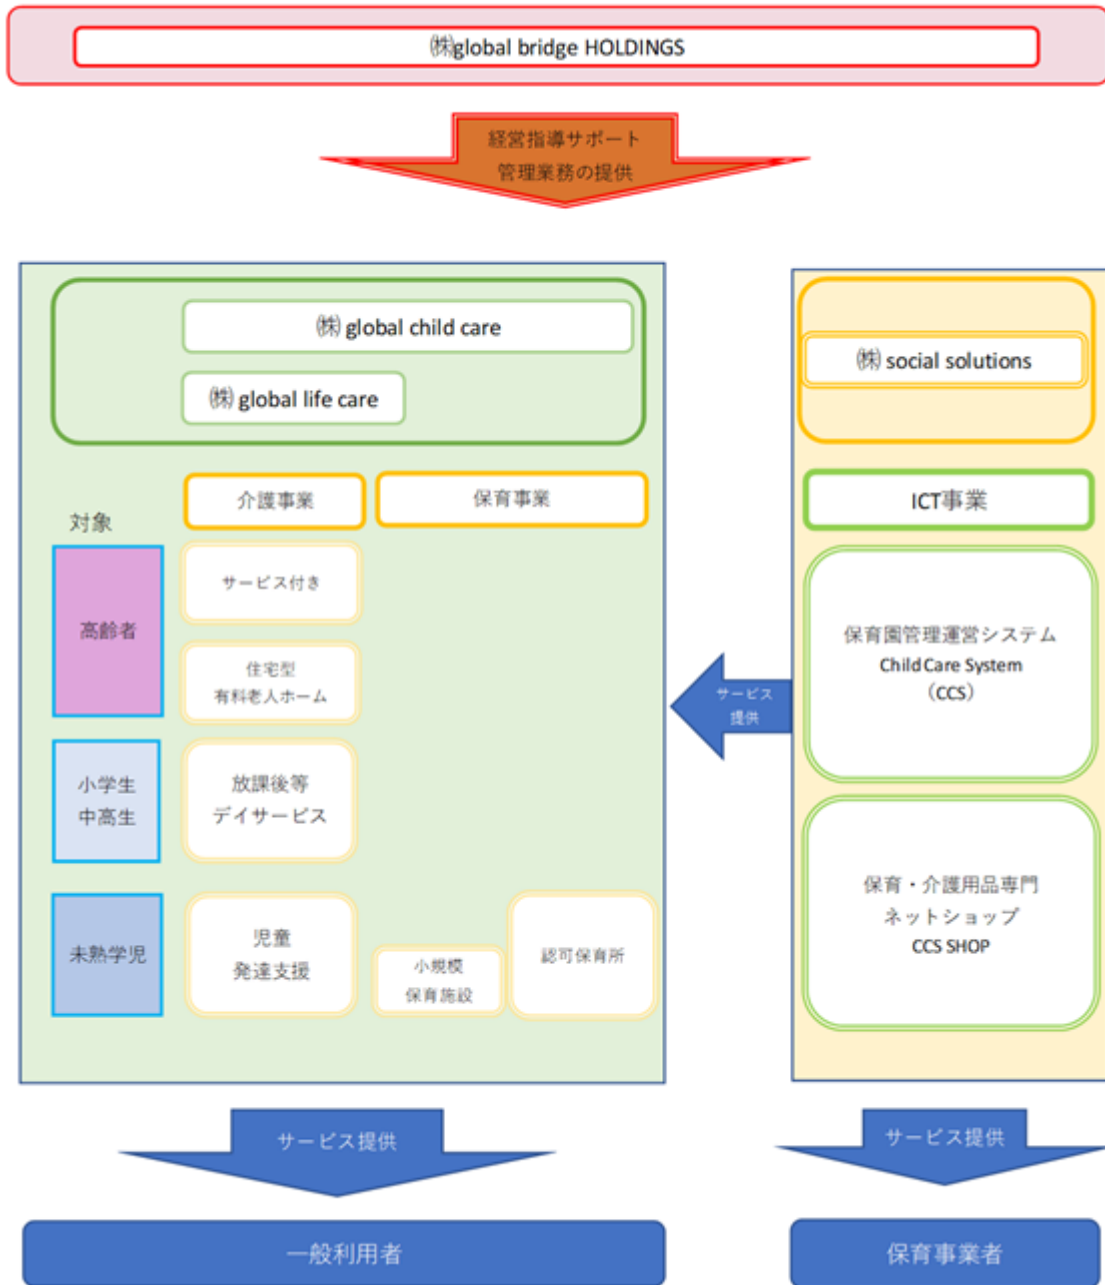 ㈱global bridge HOLDINGS
経営指導サポート
管理業務の提供
㈱ global child care
㈱ global life care
㈱ social solutions
介護事業
保育事業
ICT事業
対象
高齢者
サービス付き
住宅型
有料老人ホーム
保育園管理運営システム
Child Care System
（CCS）
サービス
提供
小学生
中高生
放課後等
デイサービス
保育・介護用品専門
ネットショップ
CCS SHOP
未熟学児
児童
発達支援
小規模
保育施設
認可保育所
サービス提供
サービス提供
一般利用者
保育事業者